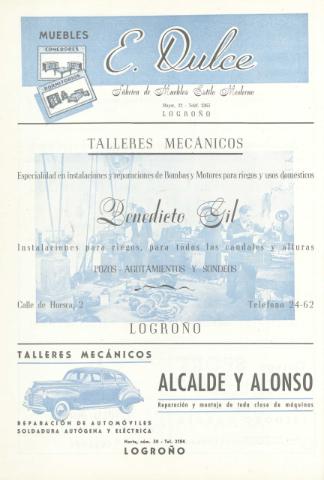 MUEBLES
COMEDORES
DORMITORIOS
E. Dulce
Fábrica de Muebles Estilo Moderno
LOGROÑO
TALLERES MECÁNICOS
Especialidad en instalaciones y reparaciones de Bombas y Motores para riegos y usos domesticos
Benedicto Gil
Instalaciones para riegos, para todos los caudales y alturas
POZOS - AGOTAMIENTOS Y SONDEOS
Calle de Huesca, 2
Teléfono 24-62
LOGROÑO
TALLERES MECÁNICOS
ALCALDE Y ALONSO
Reparación y montaje de toda clase de máquinas
REPARACIÓN DE AUTOMÓVILES
SOLDADURA AUTÓGENA Y ELÉCTRICA
LOGROÑO